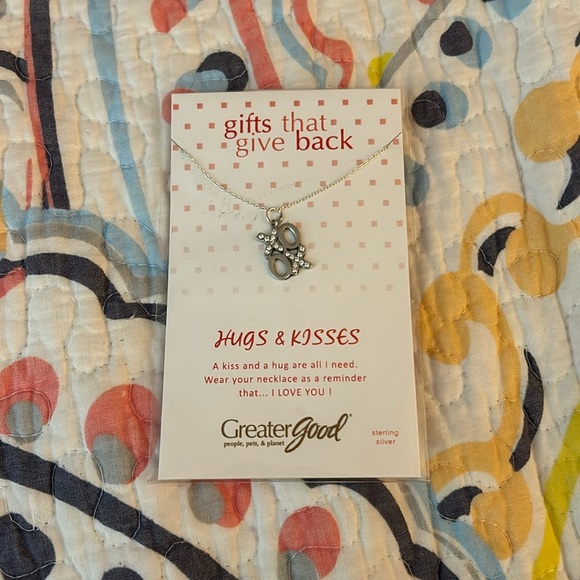 gifts that
give back
HUGS & KISSES
A kiss and a hug are all I need.
Wear your necklace as a reminder
that... I LOVE YOU !
Greatergood®
people, pets, & planet
sterling
silver